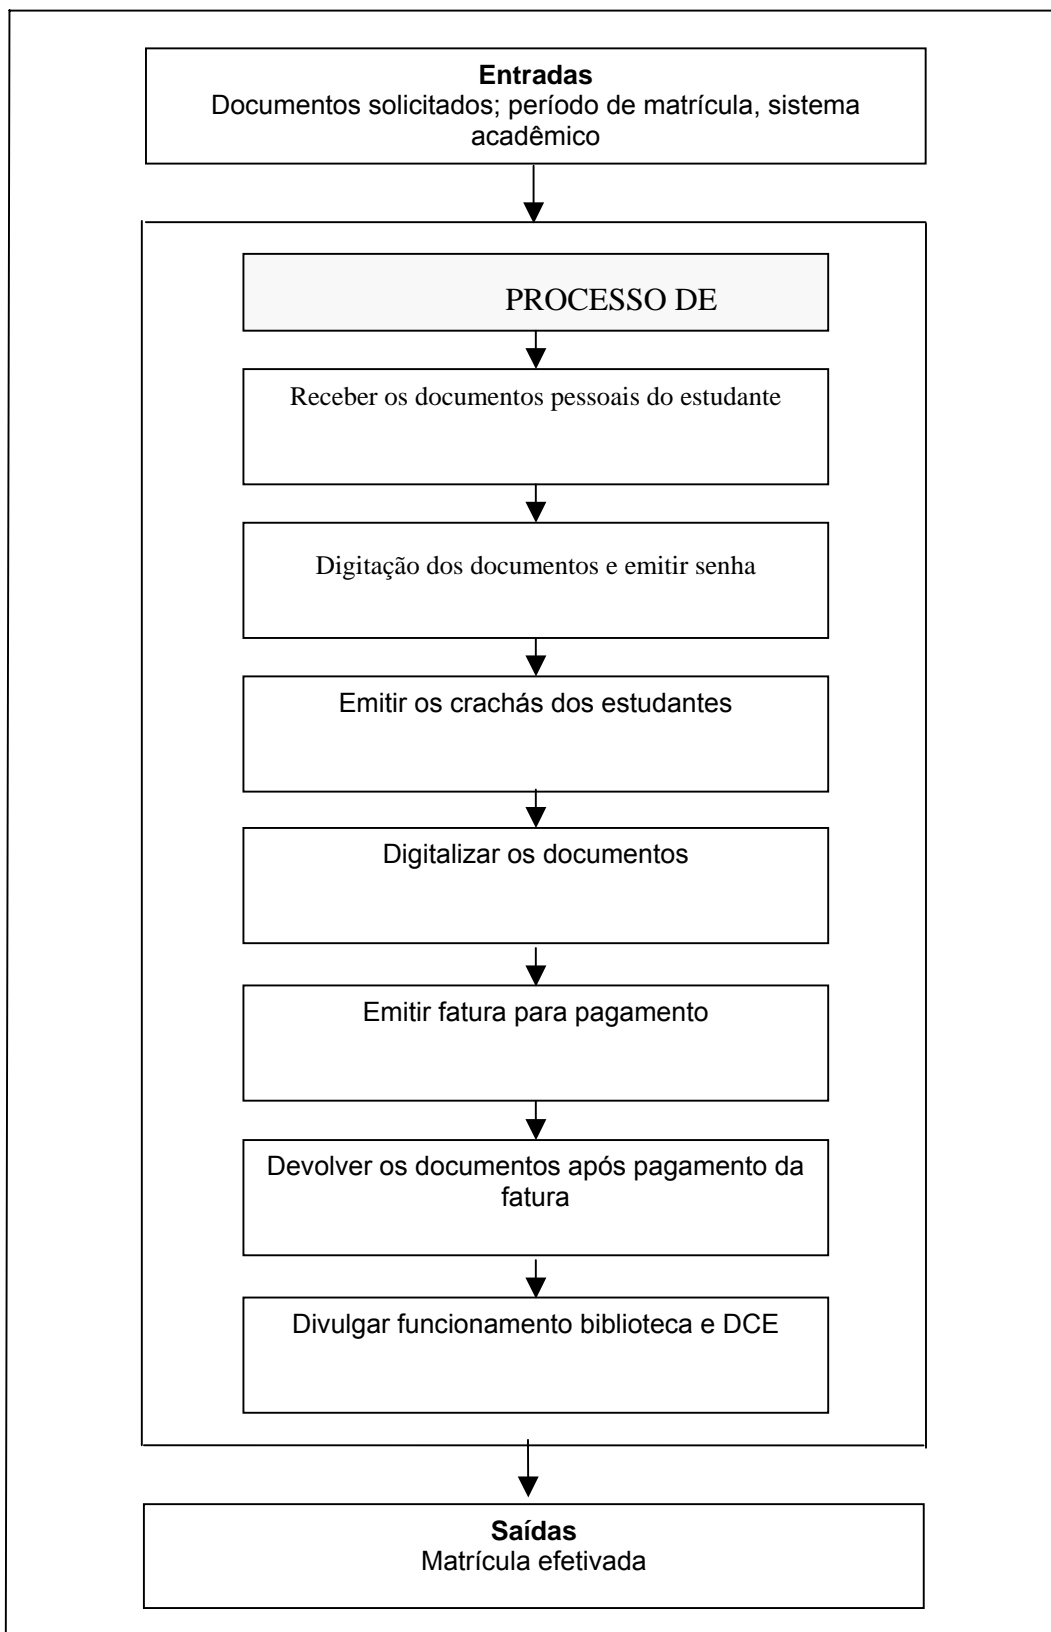 Entradas
Documentos solicitados; período de matrícula, sistema
acadêmico
PROCESSO DE
Receber os documentos pessoais do estudante
Digitação dos documentos e emitir senha
Emitir os crachás dos estudantes
Digitalizar os documentos
Emitir fatura para pagamento
Devolver os documentos após pagamento da
fatura
Divulgar funcionamento biblioteca e DCE
Saídas
Matrícula efetivada